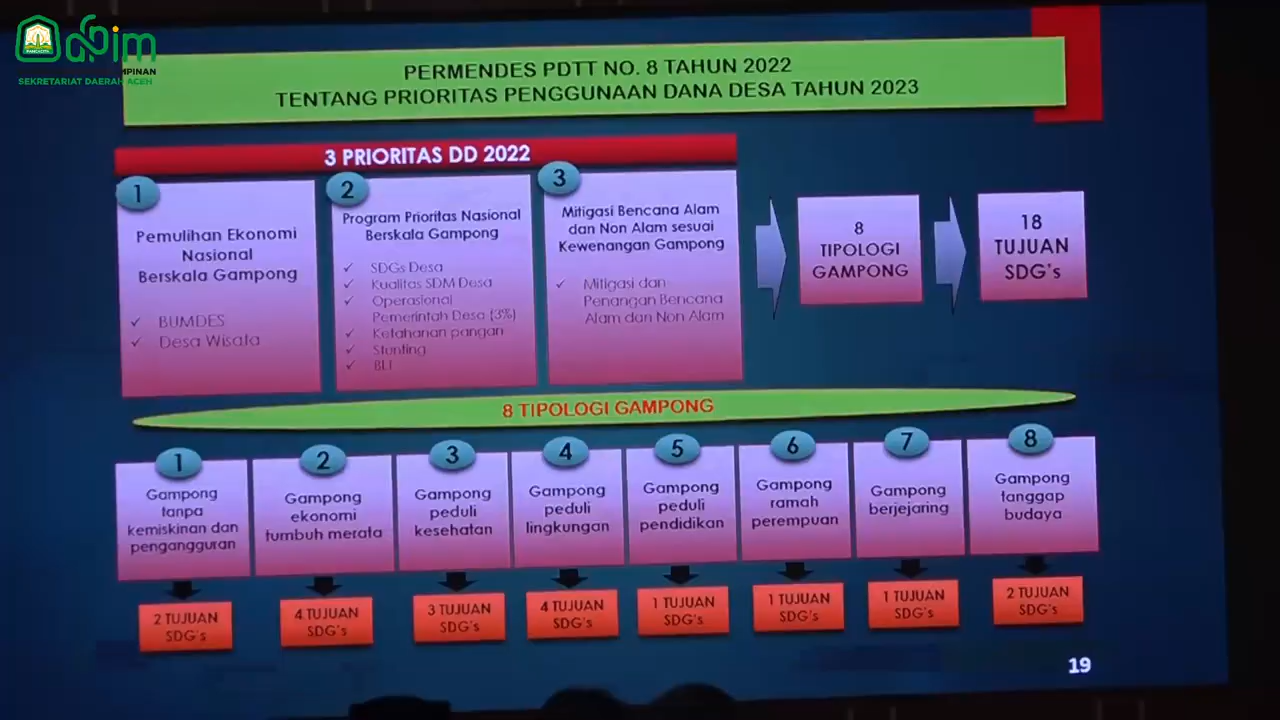 PANCACITA
adpim
MPINAN
SEKRETARIAT DAERAH ACEH
PERMENDES PDTT NO. 8 TAHUN 2022
TENTANG PRIORITAS PENGGUNAAN DANA DESA TAHUN 2023
3 PRIORITAS DD 2022
1
Pemulihan Ekonomi
Nasional
Berskala Gampong
✓ BUMDES
✓ Desa Wisata
2
Program Prioritas Nasional
Berskala Gampong
✓ SDGs Desa
✓ Kualitas SDM Desa
✓ Operasional
Pemerintah Desa (3%)
✓ Ketahanan pangan
✓ Stunting
✓ BLT
3
Mitigasi Bencana Alam
dan Non Alam sesuai
Kewenangan Gampong
✓ Mitigasi dan
Penangan Bencana
Alam dan Non Alam
8
TIPOLOGI
GAMPONG
18
TUJUAN
SDG's
8 TIPOLOGI GAMPONG
1
Gampong
tanpa
kemiskinan dan
pengangguran
2 TUJUAN
SDG's
2
Gampong
ekonomi
tumbuh merata
4 TUJUAN
SDG's
3
Gampong
peduli
kesehatan
3 TUJUAN
SDG's
4
Gampong
peduli
lingkungan
4 TUJUAN
SDG's
5
Gampong
peduli
pendidikan
1 TUJUAN
SDG's
6
Gampong
ramah
perempuan
1 TUJUAN
SDG's
7
Gampong
berjejaring
1 TUJUAN
SDG's
8
Gampong
tanggap
budaya
2 TUJUAN
SDG's
19